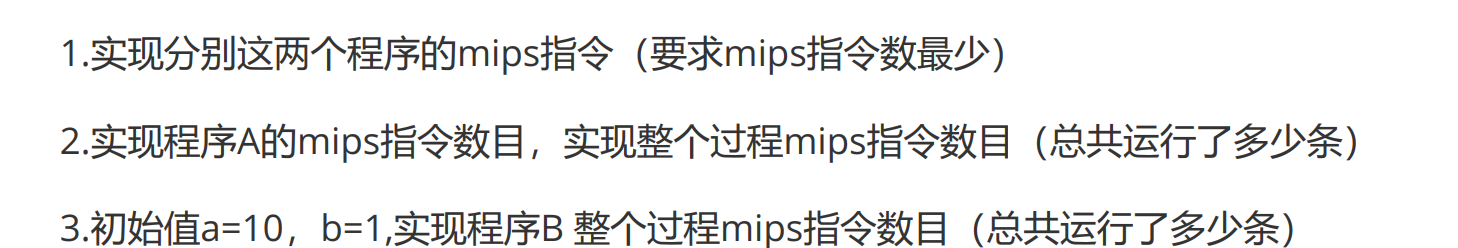 1.实现分别这两个程序的mips指令（要求mips指令数最少）
2.实现程序A的mips指令数目，实现整个过程mips指令数目（总共运行了多少条）
3.初始值a=10，b=1,实现程序B 整个过程mips指令数目（总共运行了多少条）